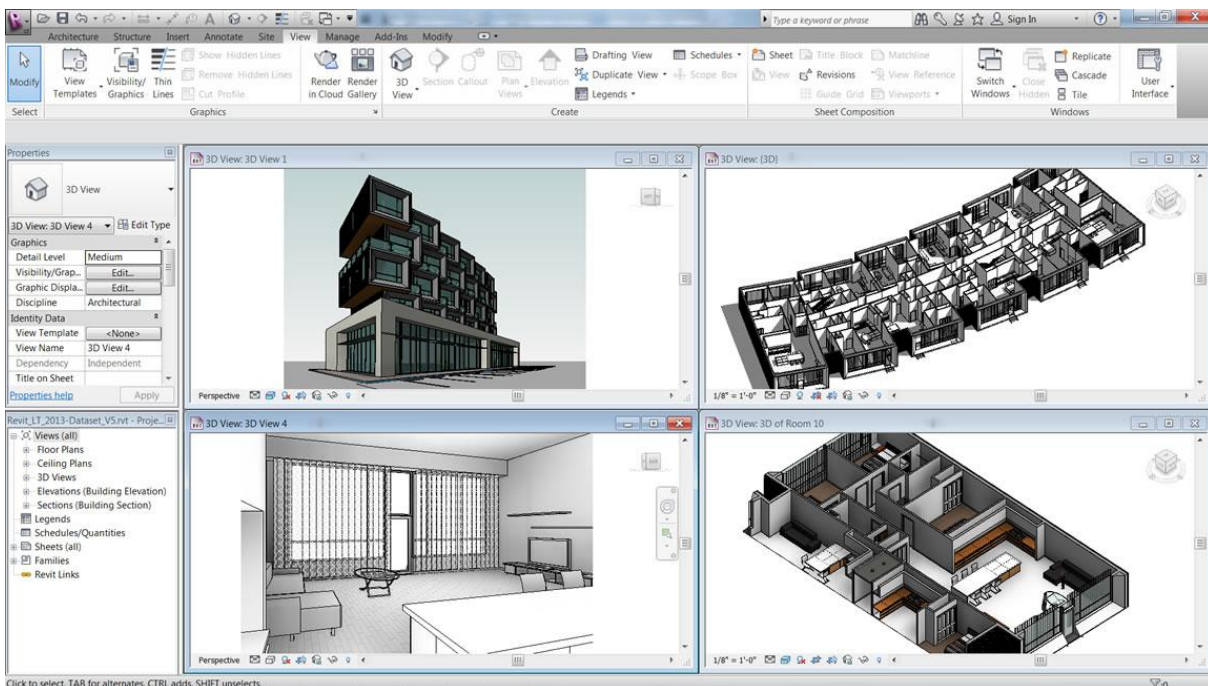 Type a keyword or phrase
Sign In
Architecture Structure Insert Annotate Site View Manage Add-Ins Modify
Modify
View Templates
Visibility/ Graphics
Thin Lines
Show Hidden Lines
Remove Hidden Lines
Cut Profile
Render in Cloud
Render Gallery
3D View
Section
Callout
Plan Views
Elevation
Drafting View
Duplicate View
Legends
Schedules
Scope Box
Sheet
View
Title Block
Revisions
Guide Grid
Matchline
View Reference
Viewports
Switch Windows
Close Hidden
Replicate
Cascade
Tile
User Interface
Select Graphics Create Sheet Composition Windows
Properties
3D View
3D View: 3D View 4 Edit Type
Graphics
Detail Level Medium
Visibility/Grap... Edit...
Graphic Displa... Edit...
Discipline Architectural
Identity Data
View Template <None>
View Name 3D View 4
Dependency Independent
Title on Sheet
Properties help Apply
Revit_LT_2013-Dataset_V5.rvt - Proje...
Views (all)
Floor Plans
Ceiling Plans
3D Views
Elevations (Building Elevation)
Sections (Building Section)
Legends
Schedules/Quantities
Sheets (all)
Families
Revit Links
3D View: 3D View 1
Perspective
3D View: {3D}
1/8" = 1'-0"
3D View: 3D View 4
Perspective
3D View: 3D of Room 10
1/8" = 1'-0"
Click to select, TAB for alternates, CTRL adds, SHIFT unselects.